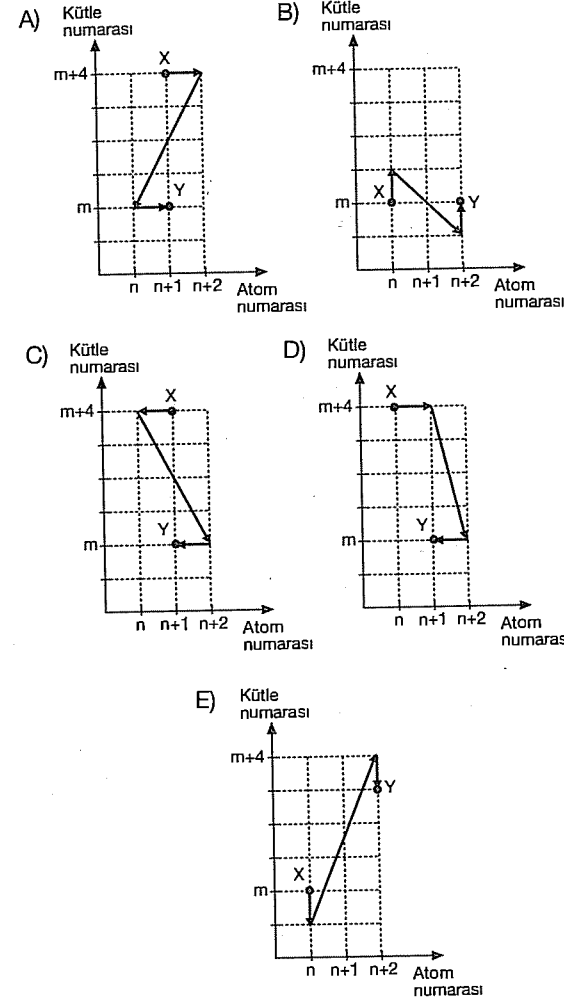 A)
Kütle
numarası
X
m+4
Y
m
n n+1 n+2
Atom
numarası
B)
Kütle
numarası
m+4
X
Y
m
n n+1 n+2
Atom
numarası
C)
Kütle
numarası
X
m+4
Y
m
n n+1 n+2
Atom
numarası
D)
Kütle
numarası
X
m+4
Y
m
n n+1 n+2
Atom
numarası
E)
Kütle
numarası
m+4
Y
X
m
n n+1 n+2
Atom
numarası